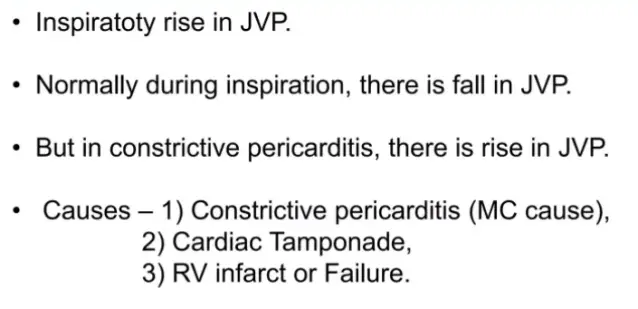 • Inspiratoty rise in JVP.
• Normally during inspiration, there is fall in JVP.
• But in constrictive pericarditis, there is rise in JVP.
• Causes – 1) Constrictive pericarditis (MC cause),
2) Cardiac Tamponade,
3) RV infarct or Failure.